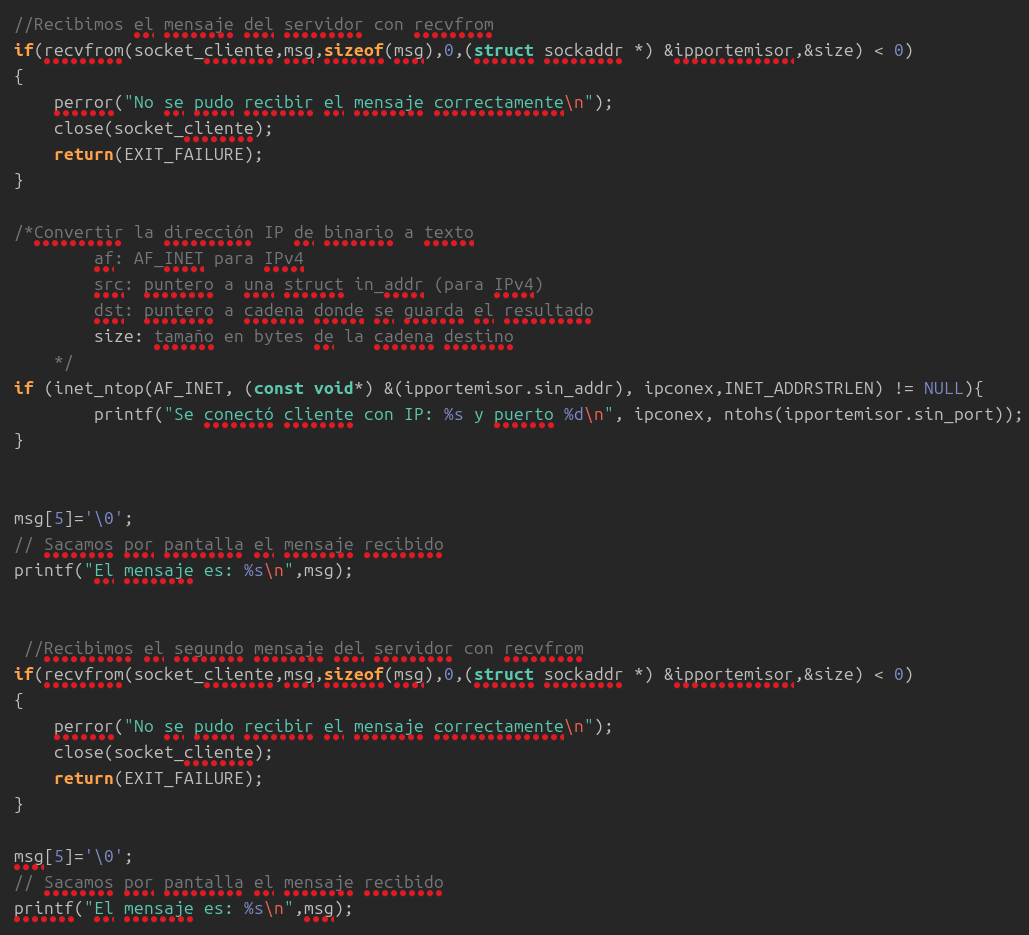 //Recibimos el mensaje del servidor con recvfrom
if(recvfrom(socket_cliente,msg,sizeof(msg),0,(struct sockaddr *) &ipportemisor,&size) < 0)
{
    perror("No se pudo recibir el mensaje correctamente\n");
    close(socket_cliente);
    return(EXIT_FAILURE);
}

/*Convertir la dirección IP de binario a texto
        af: AF_INET para IPv4
        src: puntero a una struct in_addr (para IPv4)
        dst: puntero a cadena donde se guarda el resultado
        size: tamaño en bytes de la cadena destino
    */
if (inet_ntop(AF_INET, (const void*) &(ipportemisor.sin_addr), ipconex,INET_ADDRSTRLEN) != NULL){
        printf("Se conectó cliente con IP: %s y puerto %d\n", ipconex, ntohs(ipportemisor.sin_port));
}


msg[5]='\0';
// Sacamos por pantalla el mensaje recibido
printf("El mensaje es: %s\n",msg);


 //Recibimos el segundo mensaje del servidor con recvfrom
if(recvfrom(socket_cliente,msg,sizeof(msg),0,(struct sockaddr *) &ipportemisor,&size) < 0)
{
    perror("No se pudo recibir el mensaje correctamente\n");
    close(socket_cliente);
    return(EXIT_FAILURE);
}

msg[5]='\0';
// Sacamos por pantalla el mensaje recibido
printf("El mensaje es: %s\n",msg);